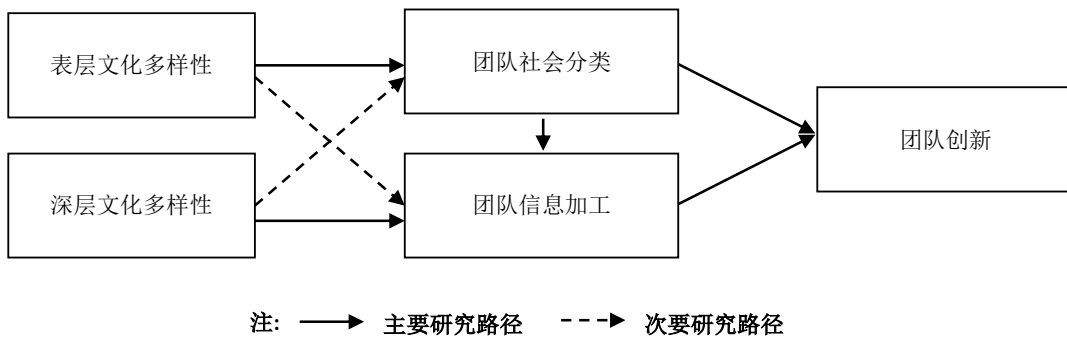 表层文化多样性
团队社会分类
团队创新
深层文化多样性
团队信息加工
注: 主要研究路径 次要研究路径